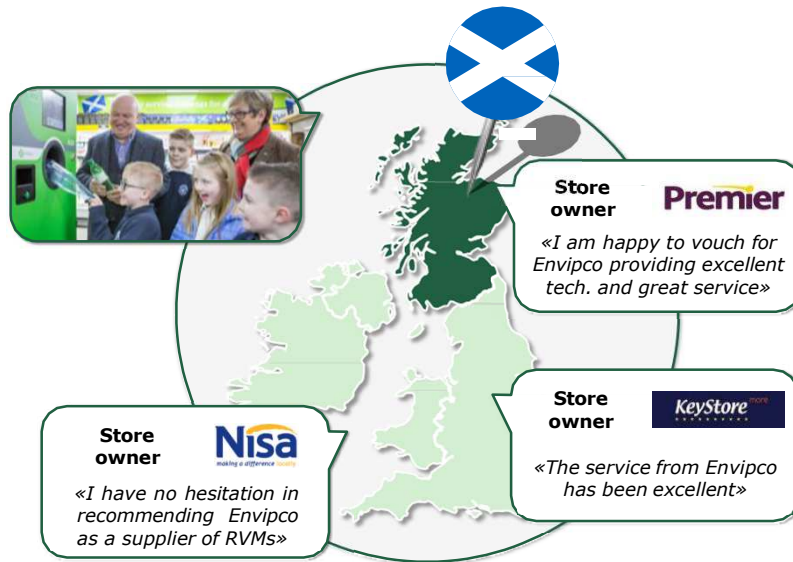 Store
owner
Premier
«I am happy to vouch for
Envipco providing excellent
tech. and great service»
Store
owner
KeyStore more
«The service from Envipco
has been excellent»
Store
owner
Nisa
making a difference locally
«I have no hesitation in
recommending Envipco
as a supplier of RVMs»